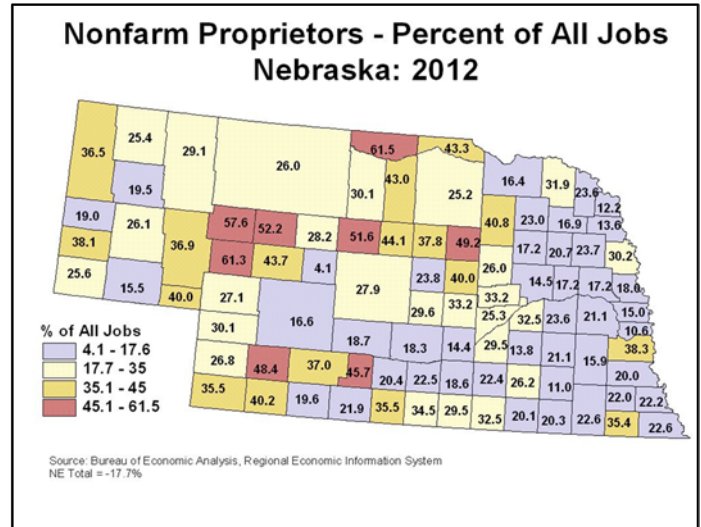 Nonfarm Proprietors - Percent of All Jobs
Nebraska: 2012
36.5 25.4 29.1 26.0 61.5 43.3
19.5 30.1 43.0 25.2 16.4 31.9 23.6 12.2
19.0 26.1 36.9 57.6 52.2 28.2 51.6 44.1 37.8 49.2 40.8 23.0 16.9 13.6
38.1 61.3 43.7 4.1 23.8 40.0 26.0 17.2 20.7 23.7 30.2
25.6 15.5 40.0 27.1 16.6 27.9 29.6 33.2 33.2 14.5 17.2 17.2 18.0
30.1 18.7 18.3 14.4 25.3 32.5 23.6 21.1 15.0
26.8 48.4 37.0 45.7 29.5 13.8 21.1 15.9 10.6 38.3
35.5 40.2 19.6 21.9 20.4 22.5 18.6 22.4 26.2 11.0 20.0
35.5 34.5 29.5 32.5 20.1 20.3 22.6 22.0 22.2 35.4 22.6
% of All Jobs
4.1 - 17.6
17.7 - 35
35.1 - 45
45.1 - 61.5
Source: Bureau of Economic Analysis, Regional Economic Information System
NE Total = -17.7%